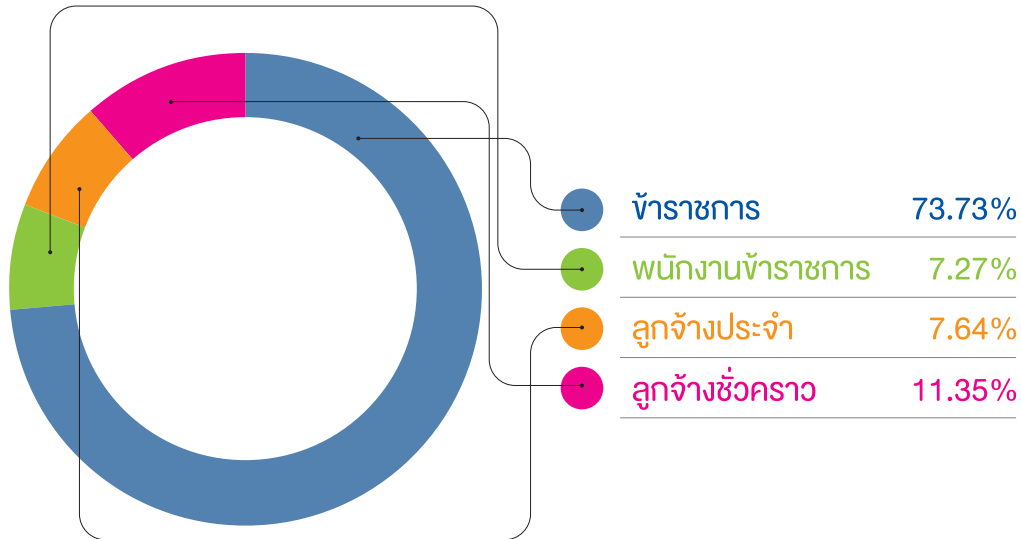 ข้าราชการ 73.73%
พนักงานข้าราชการ 7.27%
ลูกจ้างประจำ 7.64%
ลูกจ้างชั่วคราว 11.35%